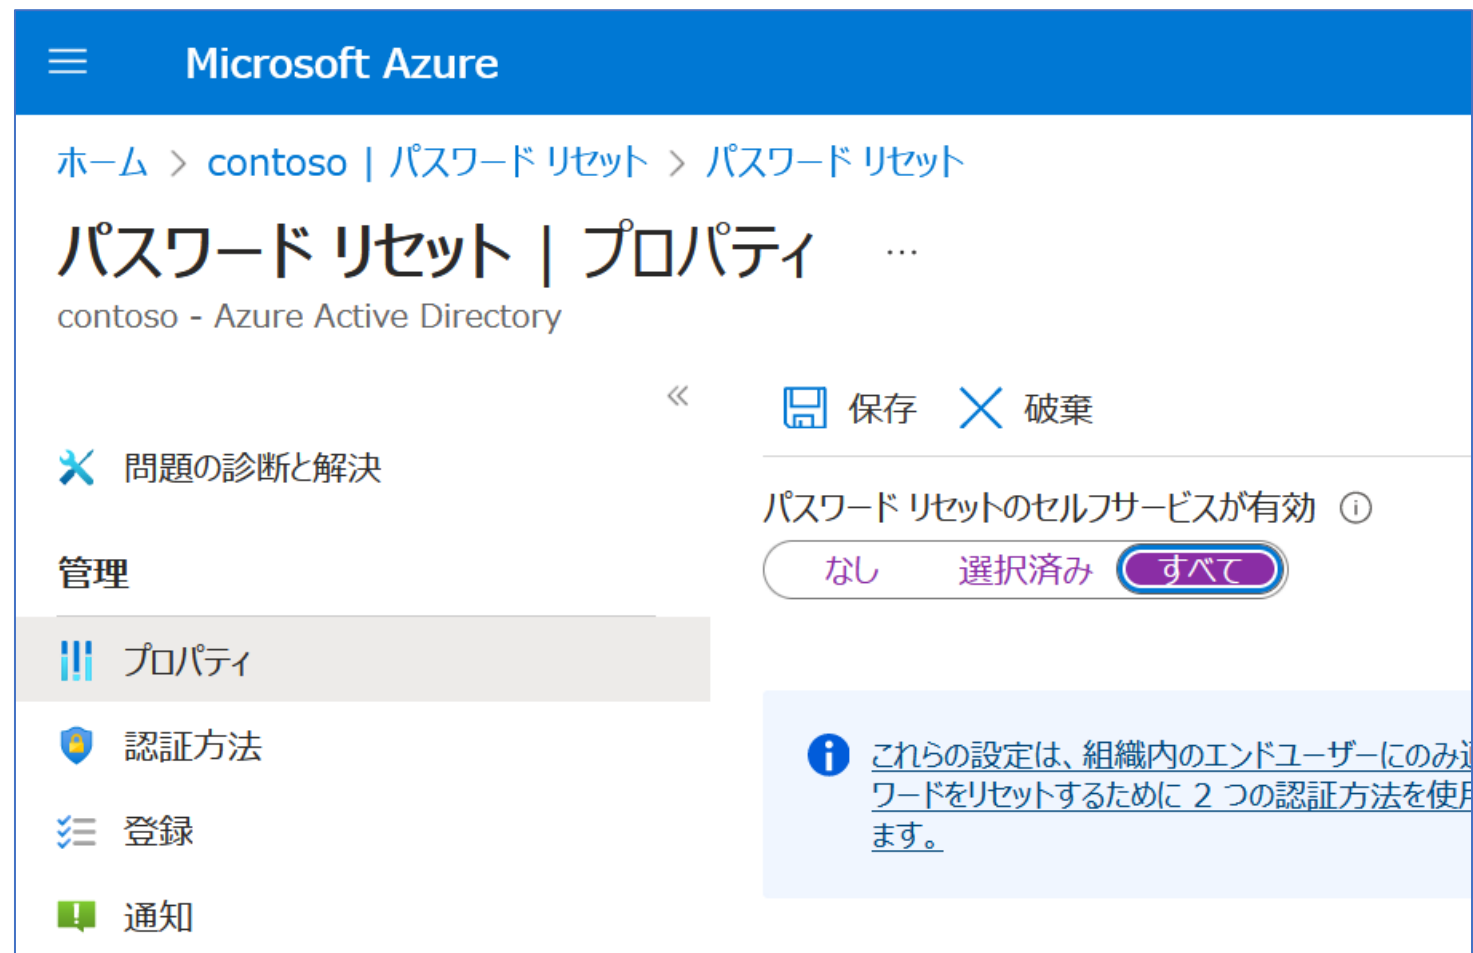 Microsoft Azure
ホーム > contoso | パスワード リセット > パスワード リセット
パスワード リセット | プロパティ ...
contoso - Azure Active Directory
«
保存 破棄
問題の診断と解決
パスワード リセットのセルフサービスが有効
なし 選択済み すべて
管理
プロパティ
認証方法
登録
通知
これらの設定は、組織内のエンドユーザーにのみ
ワードをリセットするために 2 つの認証方法を使用
ます。